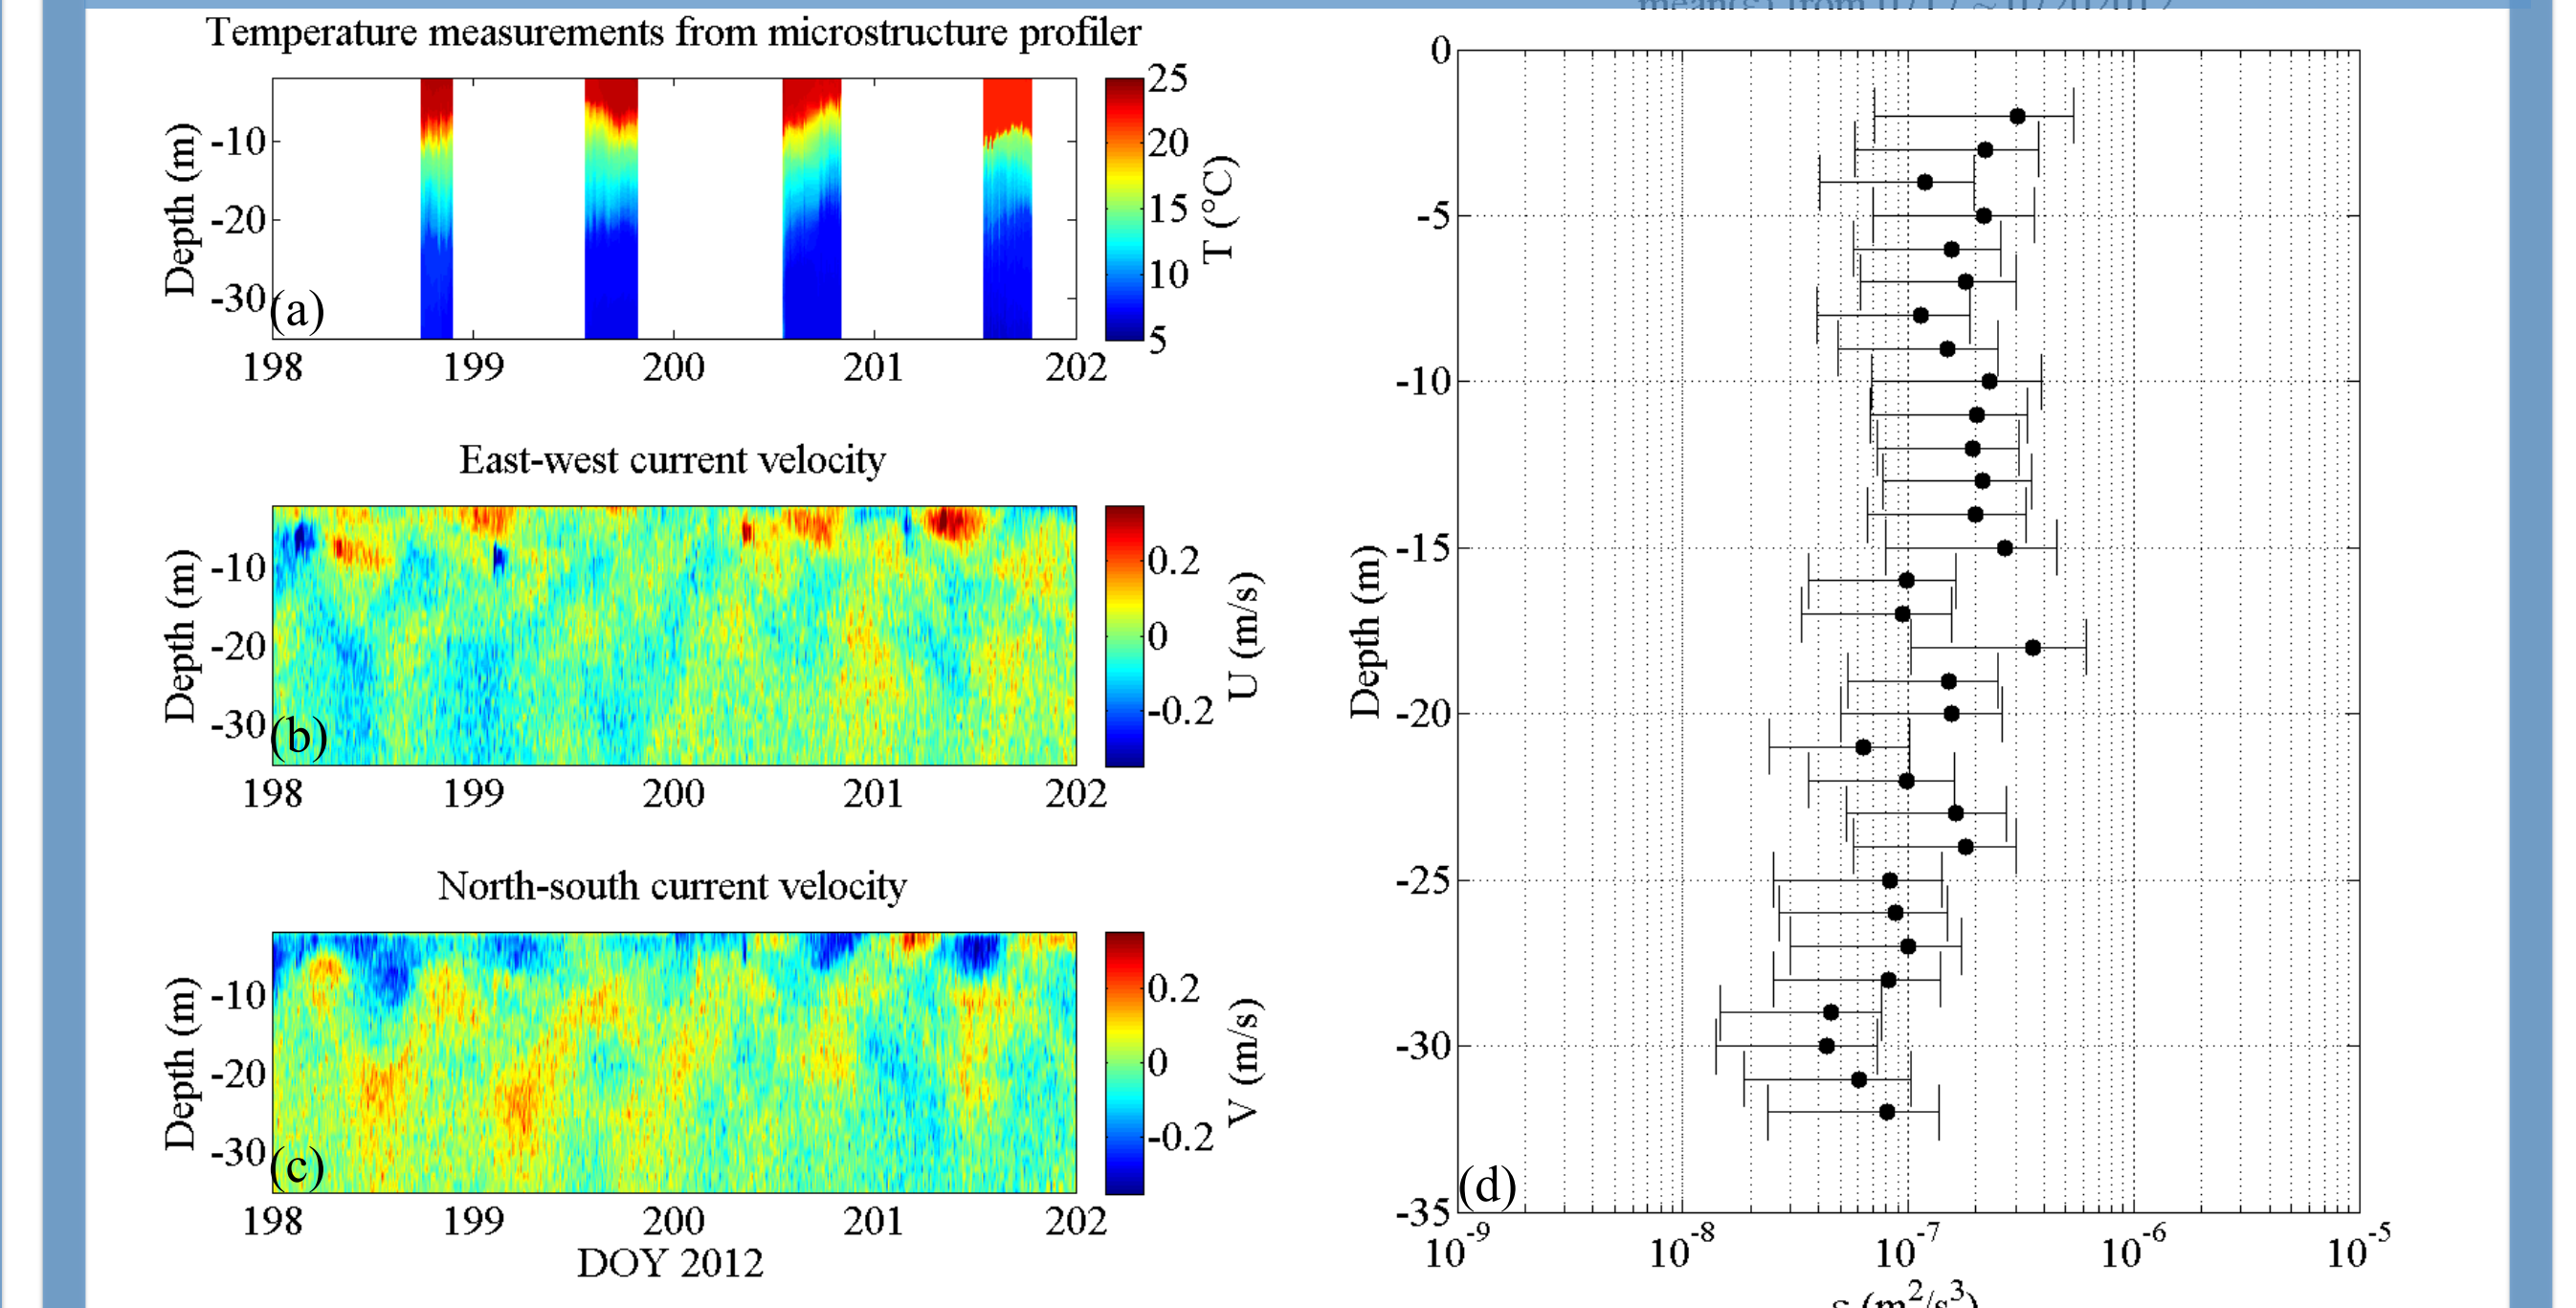 Temperature measurements from microstructure profiler
-10
-20
-30
(a)
198 199 200 201 202
Depth (m)
25
20
15
10
5
T (°C)
East-west current velocity
-10
-20
-30
(b)
198 199 200 201 202
Depth (m)
0.2
0
-0.2
U (m/s)
North-south current velocity
-10
-20
-30
(c)
198 199 200 201 202
Depth (m)
DOY 2012
0.2
0
-0.2
V (m/s)
0
-5
-10
-15
-20
-25
-30
-35
Depth (m)
(d)
10⁻⁹ 10⁻⁸ 10⁻⁷ 10⁻⁶ 10⁻⁵
ε (m²/s³)